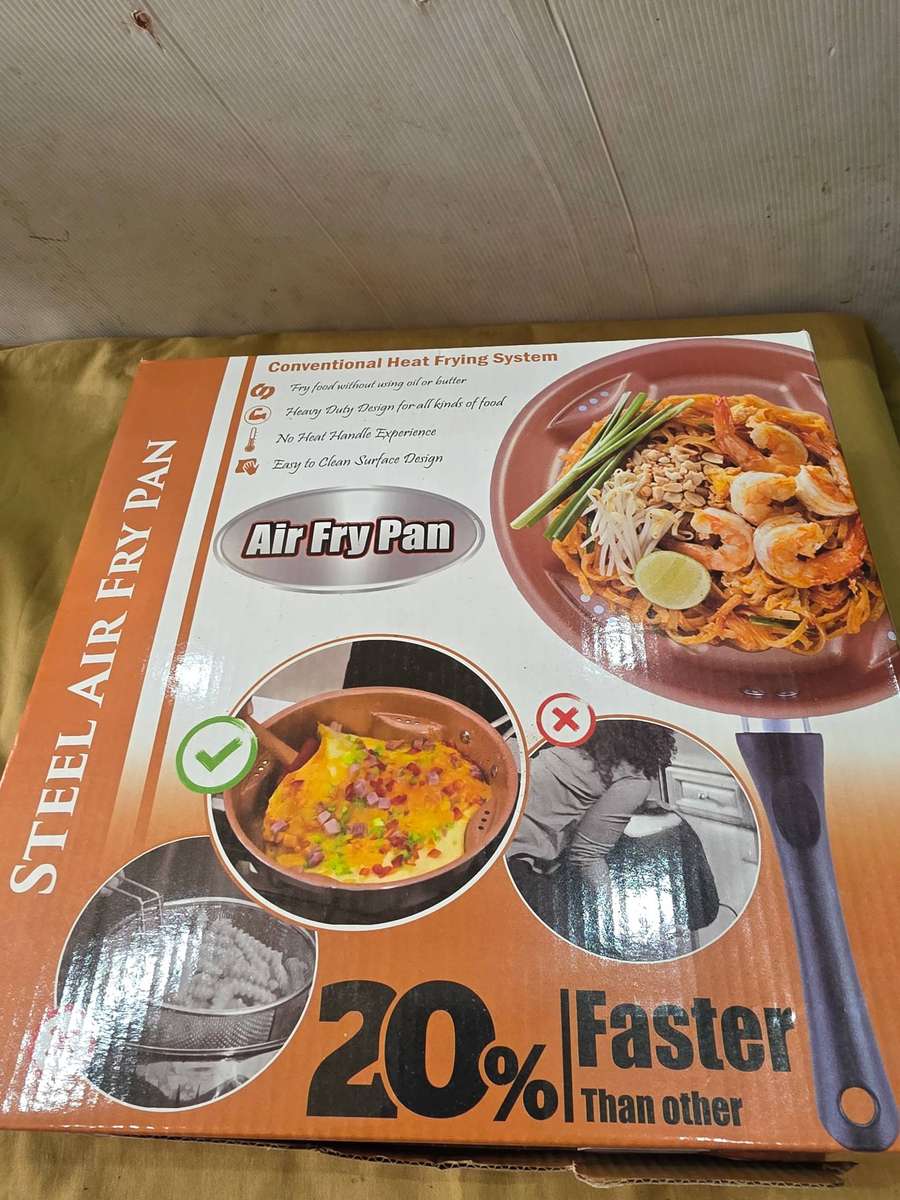 Conventional Heat Frying System
Fry food without using oil or butter
Heavy Duty Design for all kinds of food
No Heat Handle Experience
Easy to Clean Surface Design
Air Fry Pan
STEEL AIR FRY PAN
20% Faster
Than other